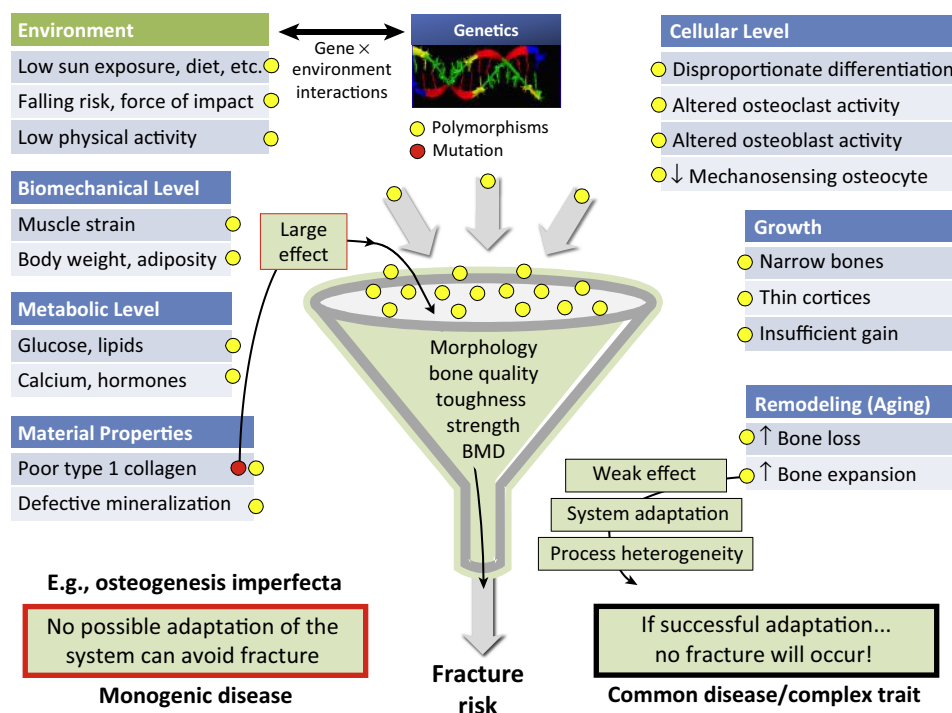 Environment
Low sun exposure, diet, etc.
Falling risk, force of impact
Low physical activity
Gene ×
environment
interactions
Genetics
Polymorphisms
Mutation
Cellular Level
Disproportionate differentiation
Altered osteoclast activity
Altered osteoblast activity
↓ Mechanosensing osteocyte
Biomechanical Level
Muscle strain
Body weight, adiposity
Large
effect
Growth
Narrow bones
Thin cortices
Insufficient gain
Metabolic Level
Glucose, lipids
Calcium, hormones
Morphology
bone quality
toughness
strength
BMD
Material Properties
Poor type 1 collagen
Defective mineralization
Remodeling (Aging)
↑ Bone loss
↑ Bone expansion
Weak effect
System adaptation
Process heterogeneity
E.g., osteogenesis imperfecta
No possible adaptation of the
system can avoid fracture
Monogenic disease
Fracture
risk
If successful adaptation...
no fracture will occur!
Common disease/complex trait